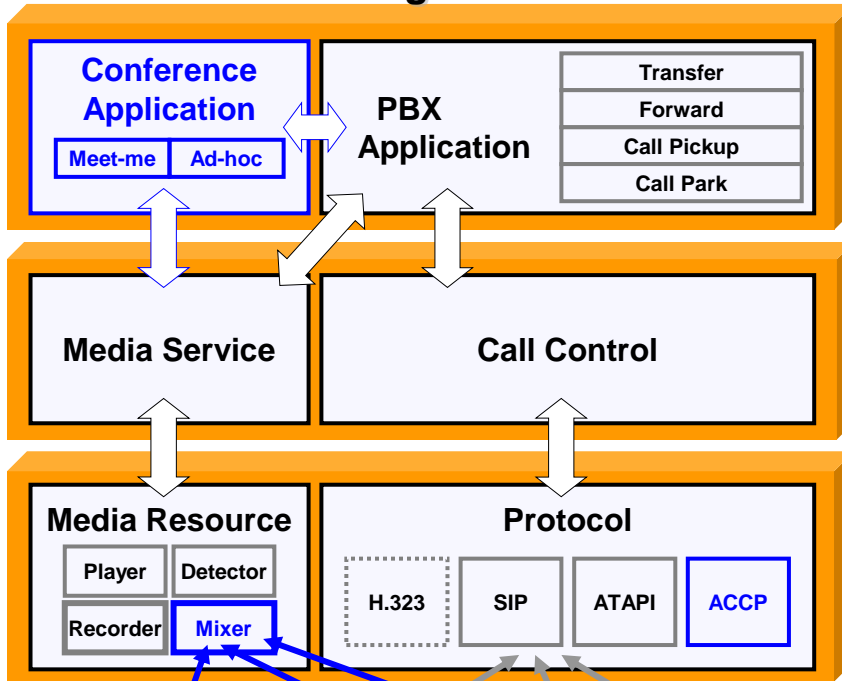 Conference
Application
Meet-me
Ad-hoc
PBX
Application
Transfer
Forward
Call Pickup
Call Park
Media Service
Call Control
Media Resource
Player
Detector
Recorder
Mixer
Protocol
H.323
SIP
ATAPI
ACCP